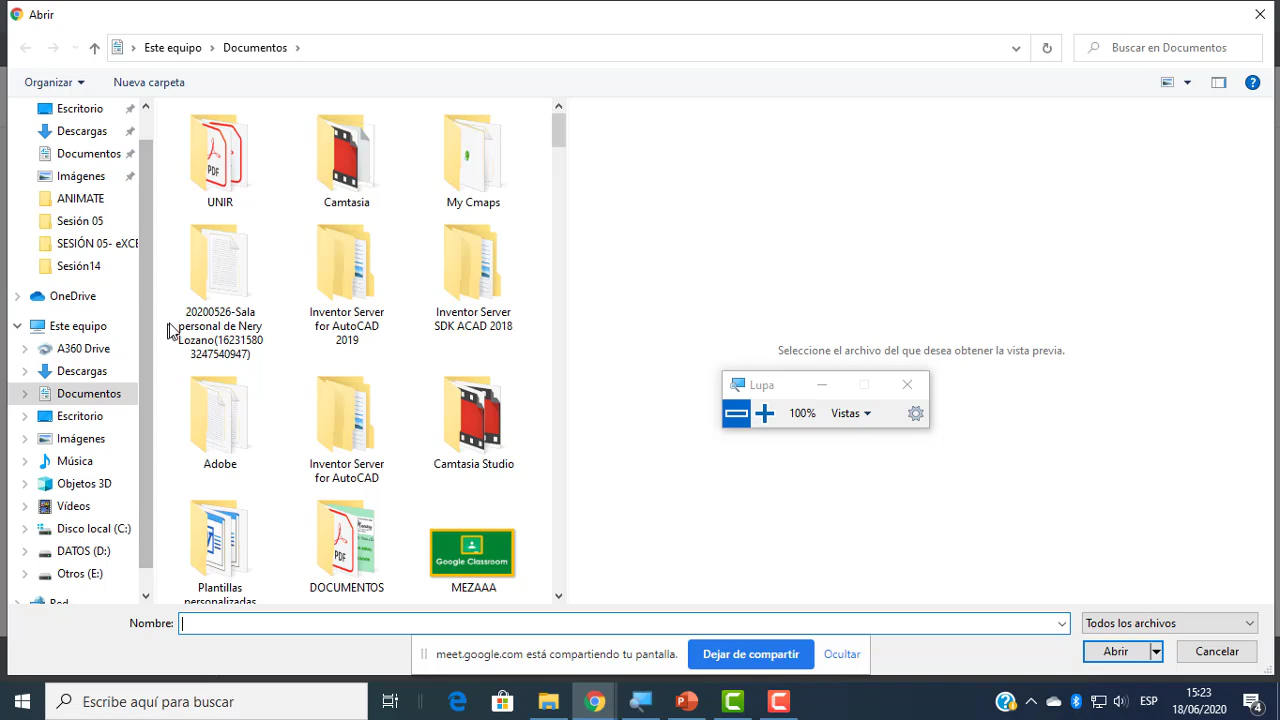 Abrir
Este equipo
Documentos
Buscar en Documentos
Organizar
Nueva carpeta
Escritorio
Descargas
Documentos
Imágenes
ANIMATE
Sesión 05
SESIÓN 05- eXCE
Sesión14
OneDrive
Este equipo
A360 Drive
Descargas
Documentos
Escritorio
Imágenes
Música
Objetos 3D
Vídeos
Disco local (C:)
DATOS (D:)
Otros (E:)
Red
PDF
UNIR
Camtasia
My Cmaps
20200526-Sala
personal de Nery
Lozano(16231580
3247540947)
Inventor Server
for AutoCAD
2019
Inventor Server
SDK ACAD 2018
Adobe
Inventor Server
for AutoCAD
Camtasia Studio
Plantillas
personalizadas
PDF
DOCUMENTOS
Google Classroom
MEZAAA
Seleccione el archivo del que desea obtener la vista previa.
Lupa
100%
Vistas
Nombre:
Todos los archivos
Abrir
Cancelar
meet.google.com está compartiendo tu pantalla.
Dejar de compartir
Ocultar
Escribe aquí para buscar
ESP
15:23
18/06/2020
4